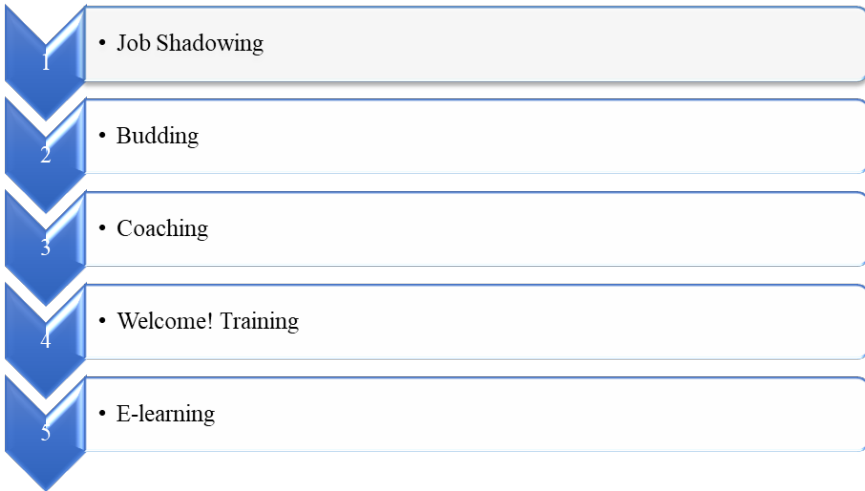 1 • Job Shadowing
2 • Budding
3 • Coaching
4 • Welcome! Training
5 • E-learning